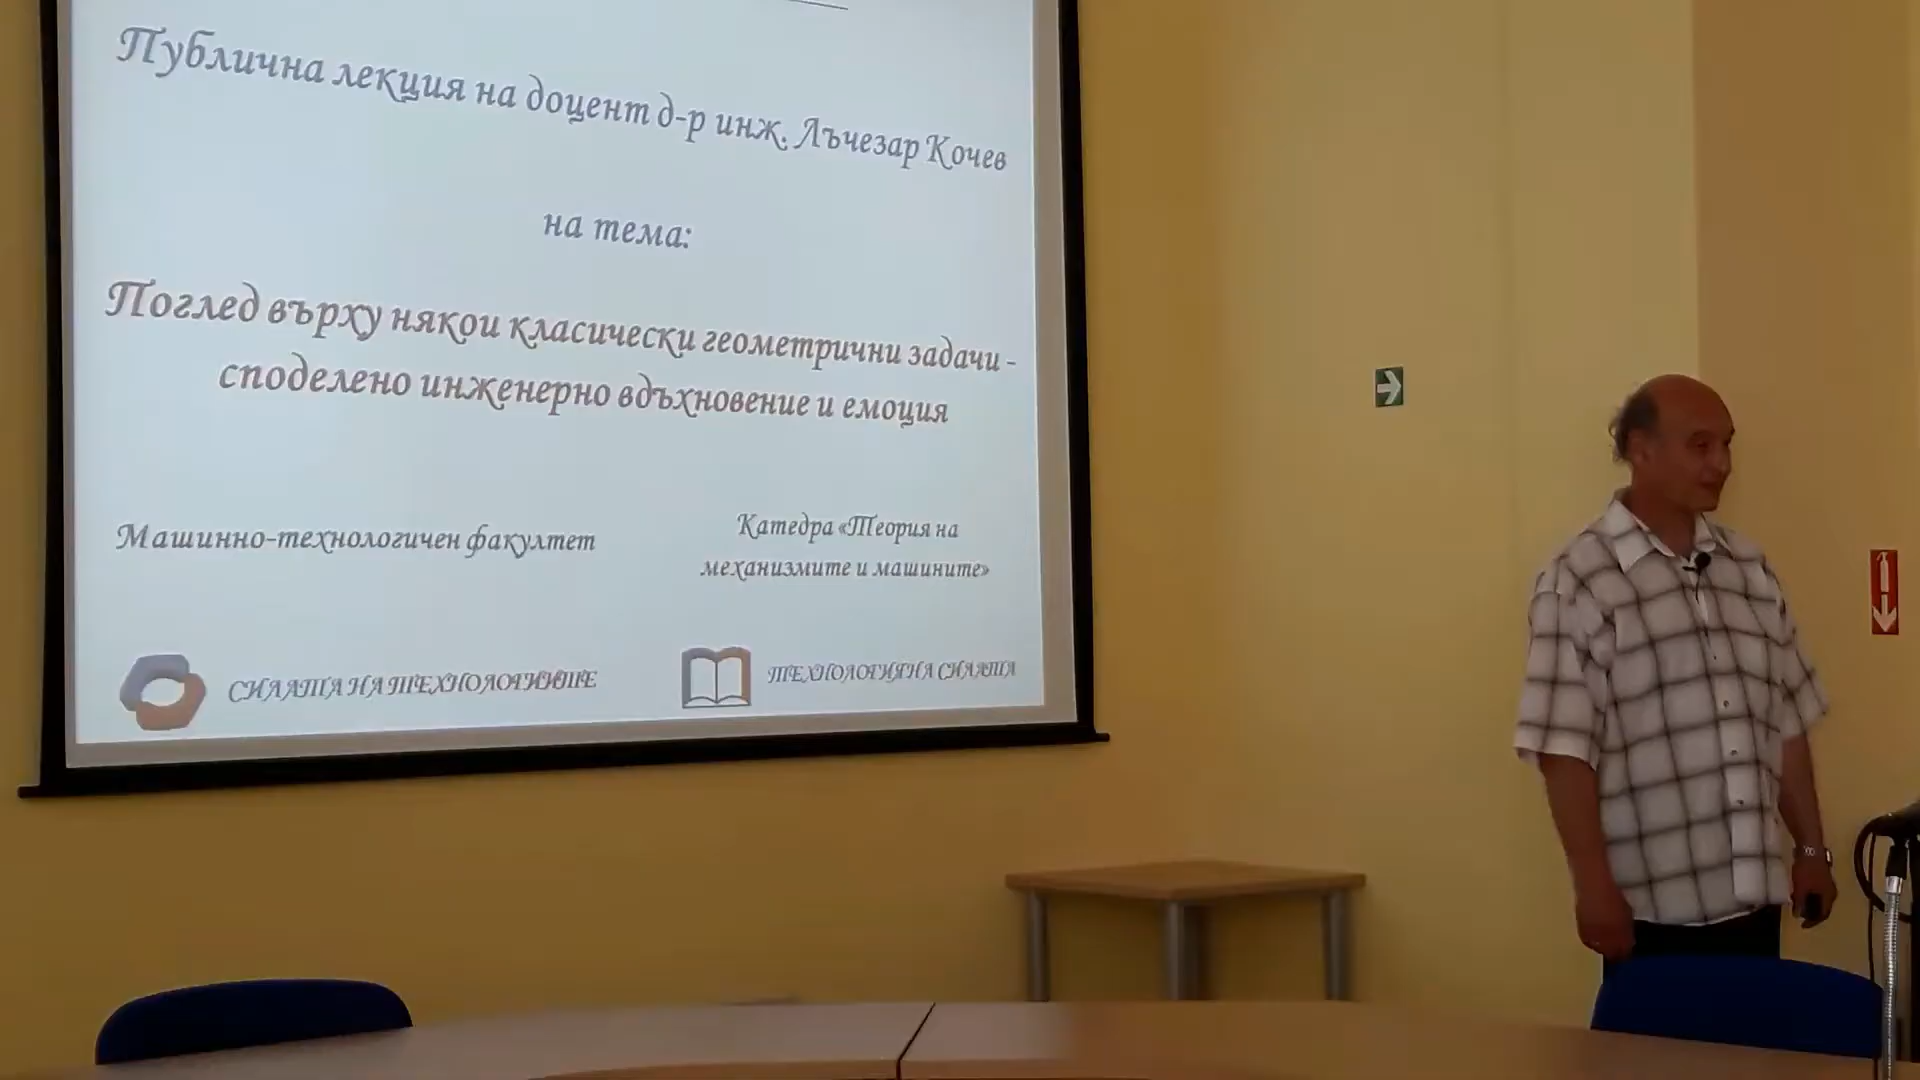 Публична лекция на доцент д-р инж. Лъчезар Кочев
на тема:
Поглед върху някои класически геометрични задачи -
споделено инженерно вдъхновение и емоция
Машинно-технологичен факултет
Катедра «Теория на
механизмите и машините»
СИЛАТА НА ТЕХНОЛОГИИТЕ
ТЕХНОЛОГИЯ НА СИЛАТА